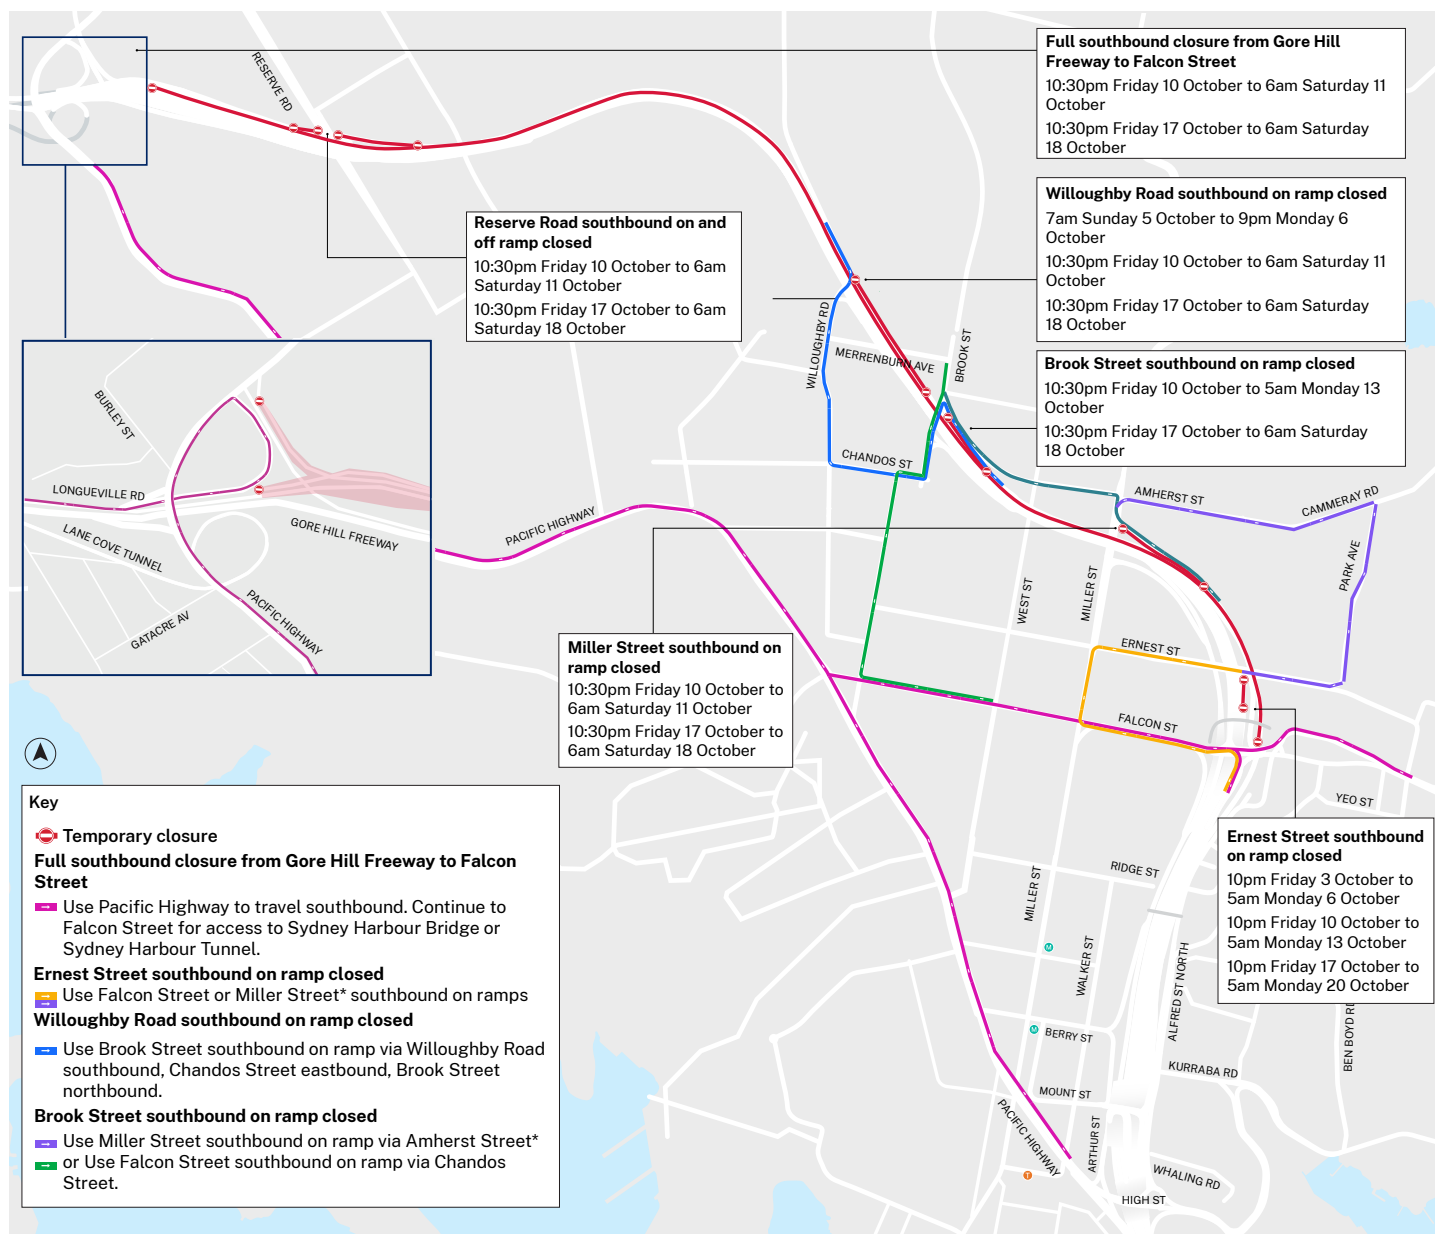 Full southbound closure from Gore Hill
Freeway to Falcon Street
10:30pm Friday 10 October to 6am Saturday 11
October
10:30pm Friday 17 October to 6am Saturday
18 October
RESERVE RD
Willoughby Road southbound on ramp closed
7am Sunday 5 October to 9pm Monday 6
October
10:30pm Friday 10 October to 6am Saturday 11
October
10:30pm Friday 17 October to 6am Saturday
18 October
Reserve Road southbound on and
off ramp closed
10:30pm Friday 10 October to 6am
Saturday 11 October
10:30pm Friday 17 October to 6am
Saturday 18 October
WILLOUGHBY RD
MERRENBURN AVE
BROOK ST
Brook Street southbound on ramp closed
10:30pm Friday 10 October to 5am Monday 13
October
10:30pm Friday 17 October to 6am Saturday
18 October
BURLEY ST
LONGUEVILLE RD
LANE COVE TUNNEL
GORE HILL FREEWAY
GATACRE AV
PACIFIC HIGHWAY
CHANDOS ST
PACIFIC HIGHWAY
AMHERST ST
CAMMERAY RD
PARK AVE
WEST ST
MILLER ST
ERNEST ST
FALCON ST
Miller Street southbound on
ramp closed
10:30pm Friday 10 October to
6am Saturday 11 October
10:30pm Friday 17 October to
6am Saturday 18 October
YEO ST
Ernest Street southbound
on ramp closed
10pm Friday 3 October to
5am Monday 6 October
10pm Friday 10 October to
5am Monday 13 October
10pm Friday 17 October to
5am Monday 20 October
RIDGE ST
MILLER ST
M
WALKER ST
ALFRED ST NORTH
M
BERRY ST
BEN BOYD RD
KURRABA RD
MOUNT ST
PACIFIC HIGHWAY
ARTHUR ST
T
WHALING RD
HIGH ST
Key
Temporary closure
Full southbound closure from Gore Hill Freeway to Falcon
Street
Use Pacific Highway to travel southbound. Continue to
Falcon Street for access to Sydney Harbour Bridge or
Sydney Harbour Tunnel.
Ernest Street southbound on ramp closed
Use Falcon Street or Miller Street* southbound on ramps
Willoughby Road southbound on ramp closed
Use Brook Street southbound on ramp via Willoughby Road
southbound, Chandos Street eastbound, Brook Street
northbound.
Brook Street southbound on ramp closed
Use Miller Street southbound on ramp via Amherst Street*
or Use Falcon Street southbound on ramp via Chandos
Street.